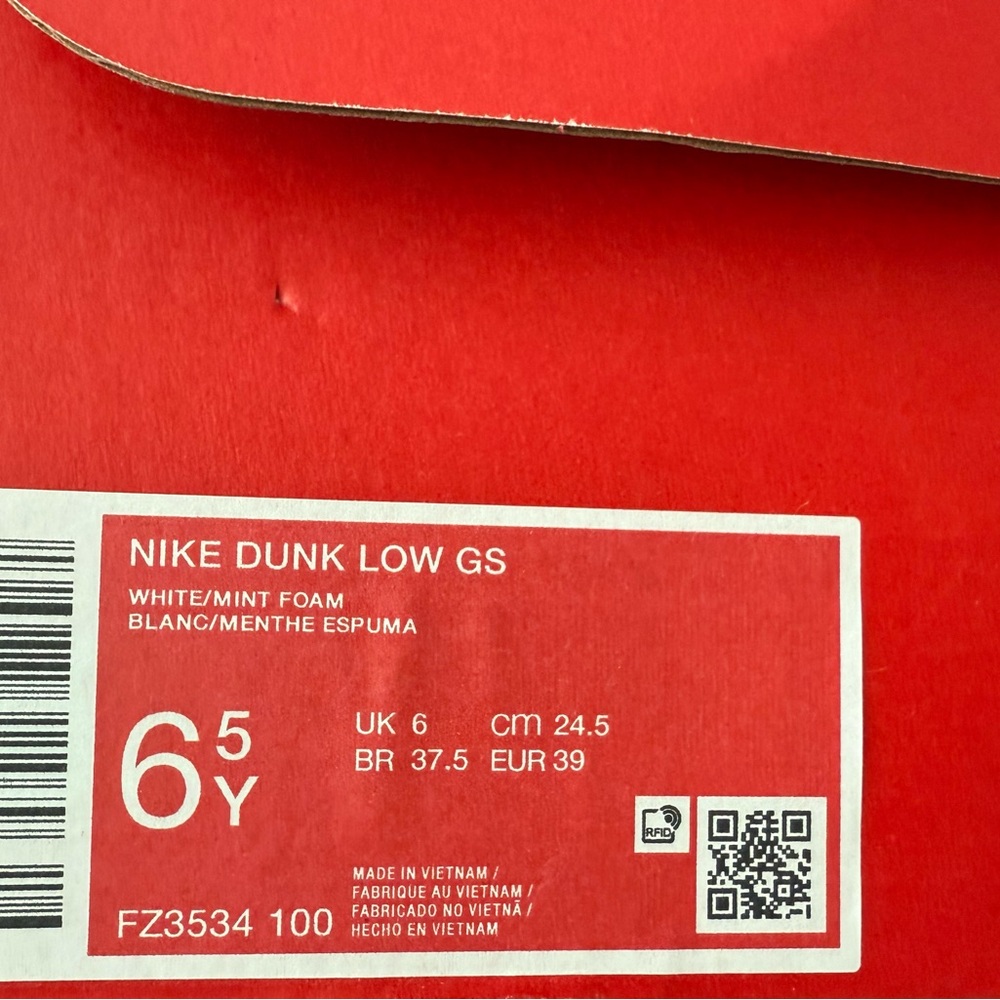 NIKE DUNK LOW GS
WHITE/MINT FOAM
BLANC/MENTHE ESPUMA
6 5 Y
UK 6 cm 24.5
BR 37.5 EUR 39
RFID
MADE IN VIETNAM /
FABRIQUE AU VIETNAM /
FABRICADO NO VIETNÃ /
HECHO EN VIETNAM
FZ3534 100